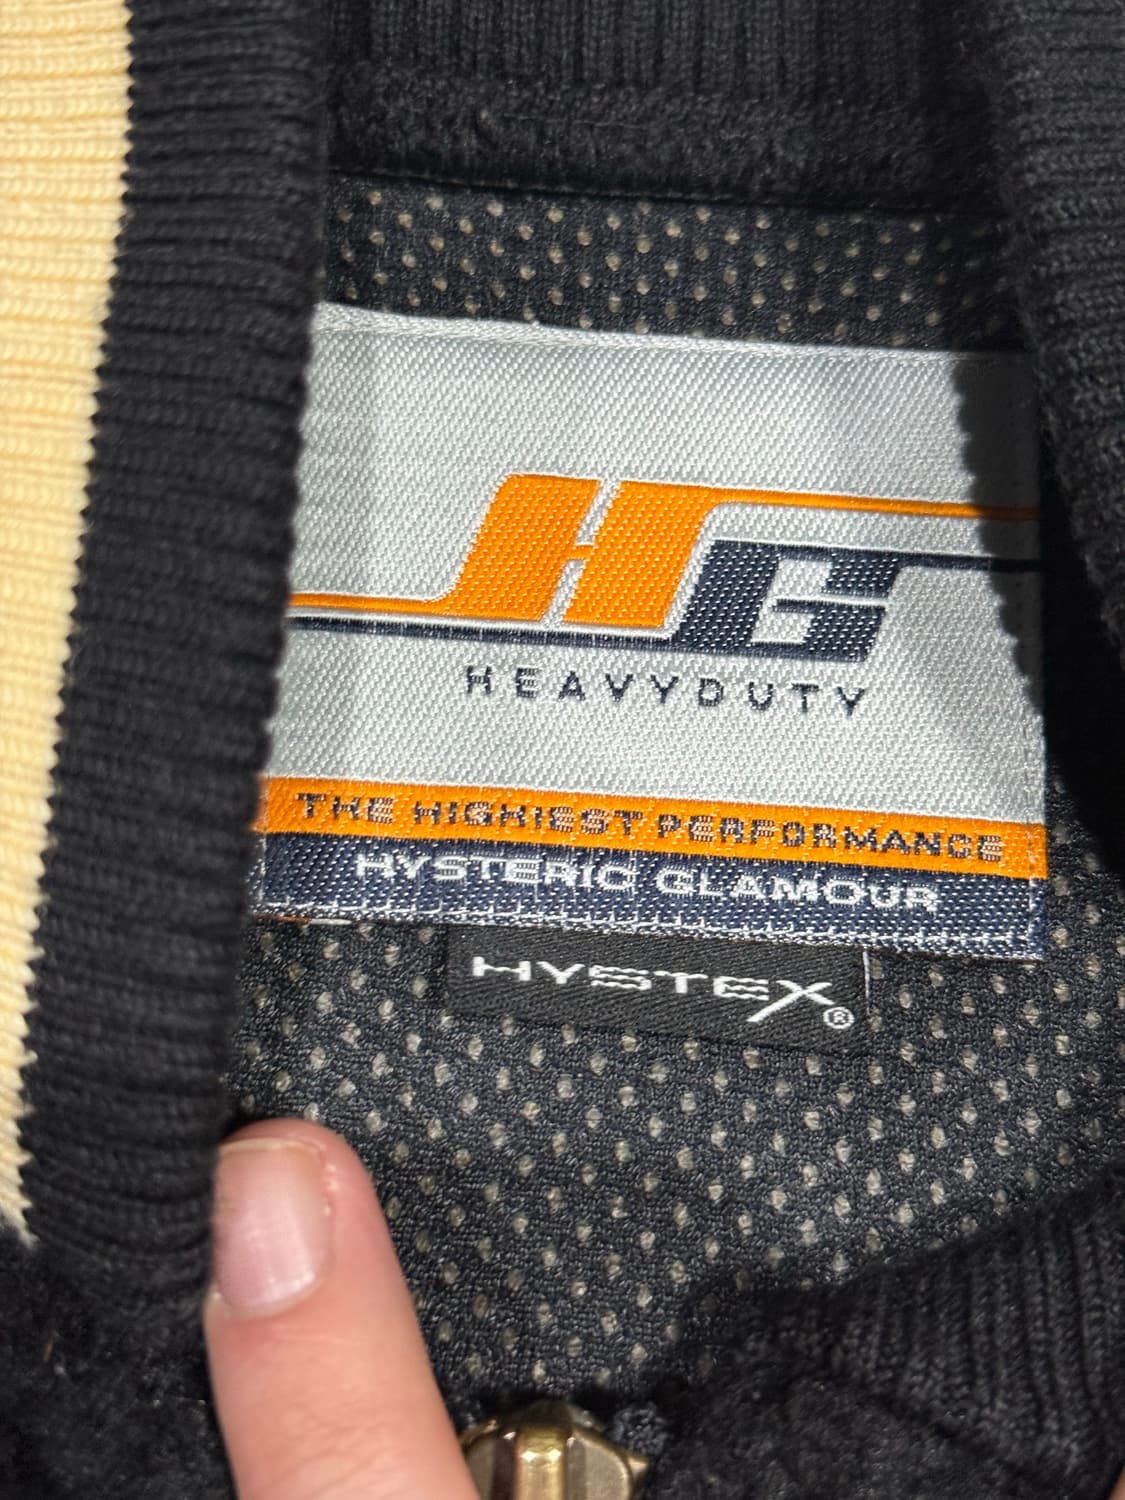 HG
HEAVYDUTY
THE HIGHIEST PERFORMANCE
HYSTERIC GLAMOUR
HYSTEX®